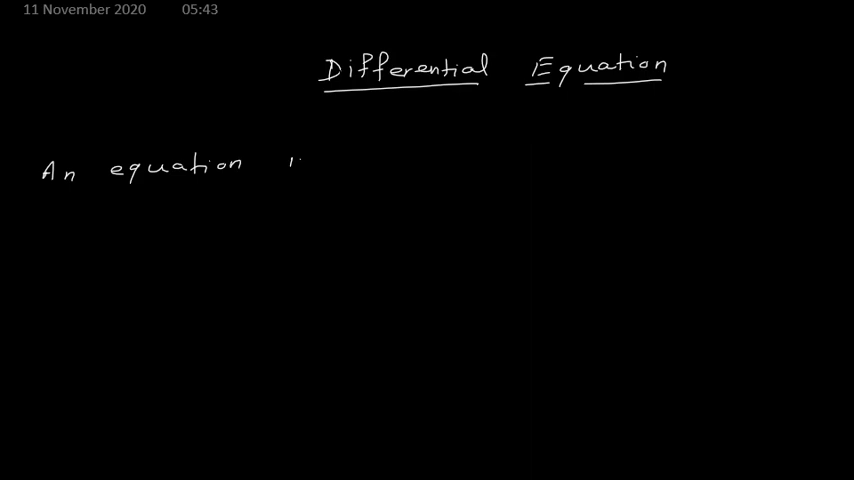 11 November 2020 05:43
Differential Equation
An equation